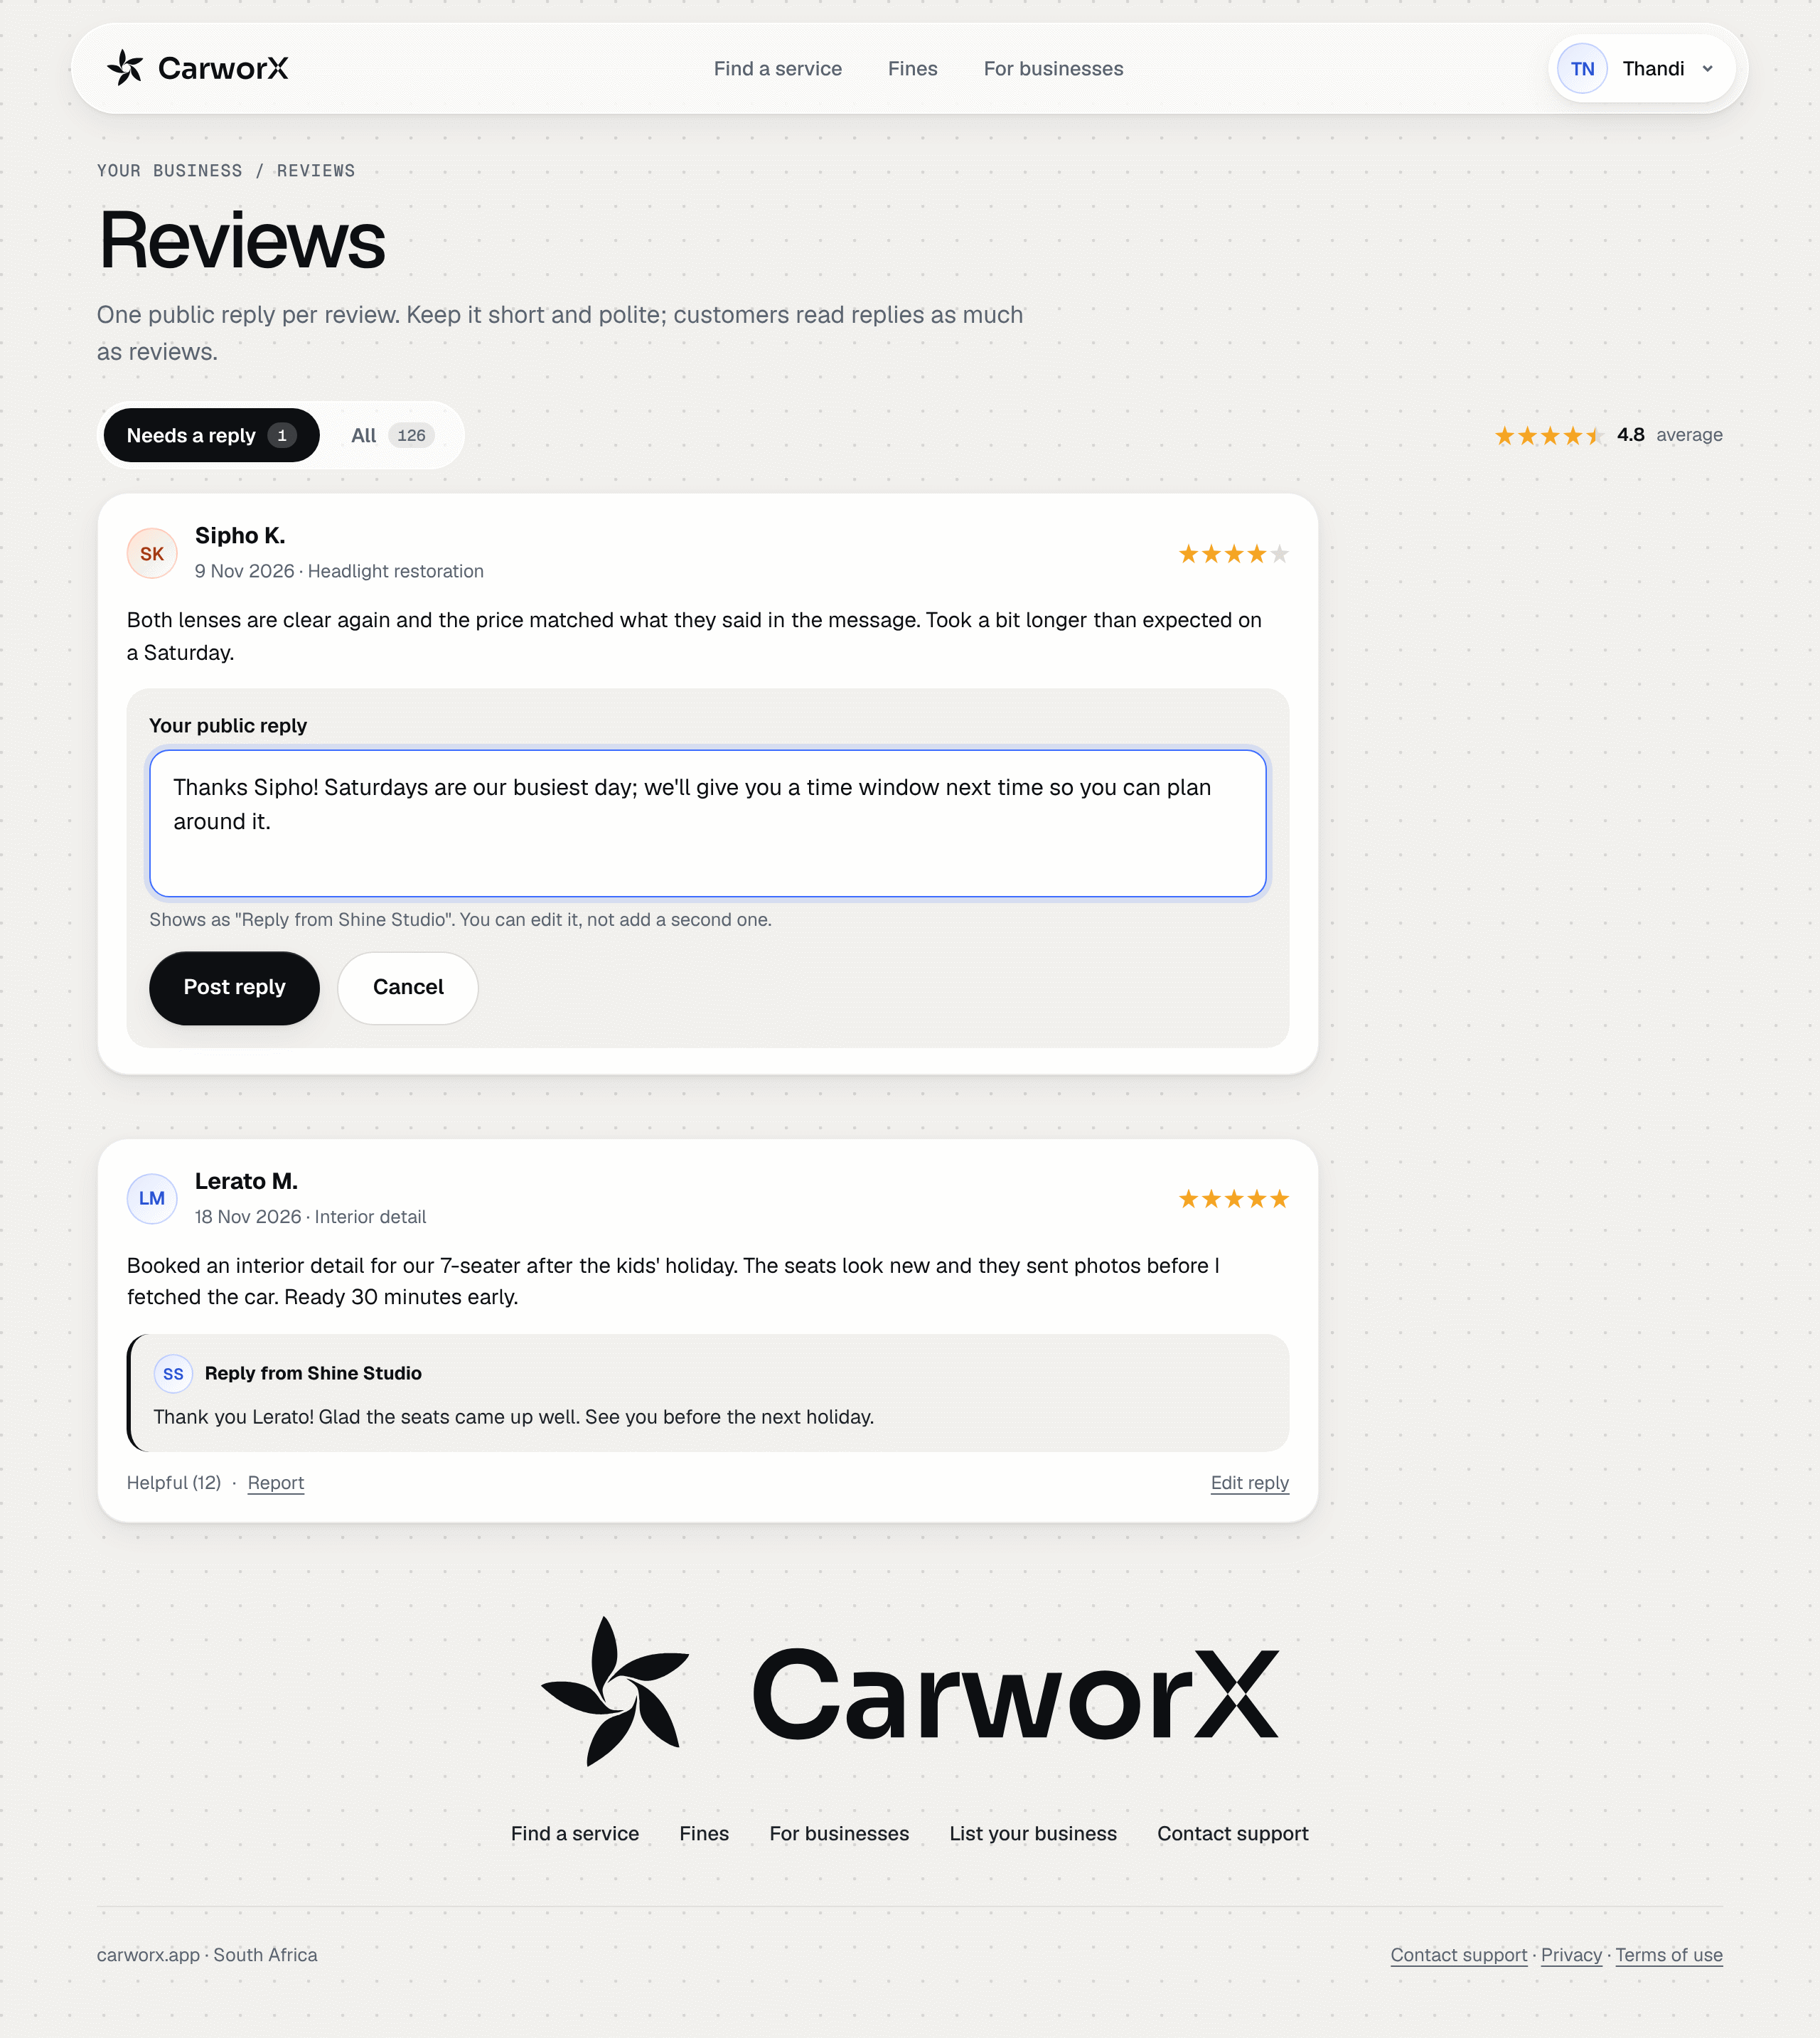 CarworX
Find a service
Fines
For businesses
TN
Thandi
YOUR BUSINESS / REVIEWS
Reviews
One public reply per review. Keep it short and polite; customers read replies as much
as reviews.
Needs a reply 1
All 126
4.8 average
SK
Sipho K.
9 Nov 2026 · Headlight restoration
Both lenses are clear again and the price matched what they said in the message. Took a bit longer than expected on
a Saturday.
Your public reply
Thanks Sipho! Saturdays are our busiest day; we'll give you a time window next time so you can plan
around it.
Shows as "Reply from Shine Studio". You can edit it, not add a second one.
Post reply
Cancel
LM
Lerato M.
18 Nov 2026 · Interior detail
Booked an interior detail for our 7-seater after the kids' holiday. The seats look new and they sent photos before I
fetched the car. Ready 30 minutes early.
SS
Reply from Shine Studio
Thank you Lerato! Glad the seats came up well. See you before the next holiday.
Helpful (12) · Report
Edit reply
CarworX
Find a service
Fines
For businesses
List your business
Contact support
carworx.app · South Africa
Contact support · Privacy · Terms of use